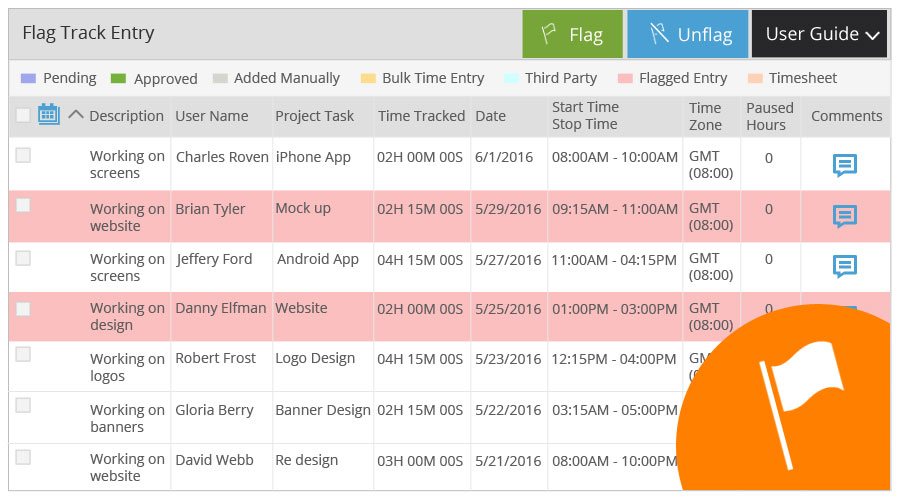 Flag Track Entry
Flag
Unflag
User Guide
Pending
Approved
Added Manually
Bulk Time Entry
Third Party
Flagged Entry
Timesheet
Description
User Name
Project Task
Time Tracked
Date
Start Time
Stop Time
Time
Zone
Paused
Hours
Comments
Working on
screens
Charles Roven
iPhone App
02H 00M 00S
6/1/2016
08:00AM - 10:00AM
GMT
(08:00)
0
Working on
website
Brian Tyler
Mock up
02H 15M 00S
5/29/2016
09:15AM - 11:00AM
GMT
(08:00)
0
Working on
screens
Jeffery Ford
Android App
04H 15M 00S
5/27/2016
11:00AM - 04:15PM
GMT
(08:00)
0
Working on
design
Danny Elfman
Website
02H 00M 00S
5/25/2016
01:00PM - 03:00PM
GMT
(08:00)
0
Working on
logos
Robert Frost
Logo Design
04H 15M 00S
5/23/2016
12:15PM - 04:00PM
Working on
banners
Gloria Berry
Banner Design
02H 15M 00S
5/22/2016
03:15AM - 05:00PM
Working on
website
David Webb
Re design
03H 00M 00S
5/21/2016
08:00AM - 10:00PM